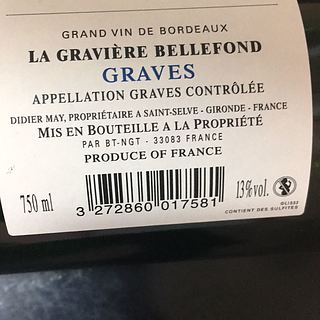 GRAND VIN DE BORDEAUX
LA GRAVIÈRE BELLEFOND
GRAVES
APPELLATION GRAVES CONTRÔLÉE
DIDIER MAY, PROPRIÉTAIRE A SAINT-SELVE - GIRONDE - FRANCE
MIS EN BOUTEILLE A LA PROPRIÉTÉ
PAR BT-NGT - 33083 FRANCE
PRODUCE OF FRANCE
750 ml
13%vol.
3 272860 017581
GLI332
CONTIENT DES SULFITES